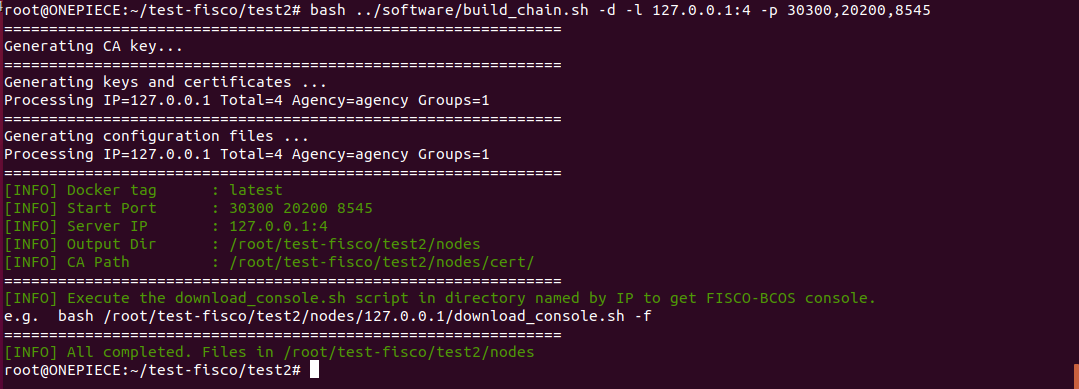 root@ONEPIECE:~/test-fisco/test2# bash ../software/build_chain.sh -d -l 127.0.0.1:4 -p 30300,20200,8545
==============================================================
Generating CA key...
==============================================================
Generating keys and certificates ...
Processing IP=127.0.0.1 Total=4 Agency=agency Groups=1
==============================================================
Generating configuration files ...
Processing IP=127.0.0.1 Total=4 Agency=agency Groups=1
==============================================================
[INFO] Docker tag      : latest
[INFO] Start Port      : 30300 20200 8545
[INFO] Server IP       : 127.0.0.1:4
[INFO] Output Dir      : /root/test-fisco/test2/nodes
[INFO] CA Path         : /root/test-fisco/test2/nodes/cert/
==============================================================
[INFO] Execute the download_console.sh script in directory named by IP to get FISCO-BCOS console.
e.g.  bash /root/test-fisco/test2/nodes/127.0.0.1/download_console.sh -f
==============================================================
[INFO] All completed. Files in /root/test-fisco/test2/nodes
root@ONEPIECE:~/test-fisco/test2#